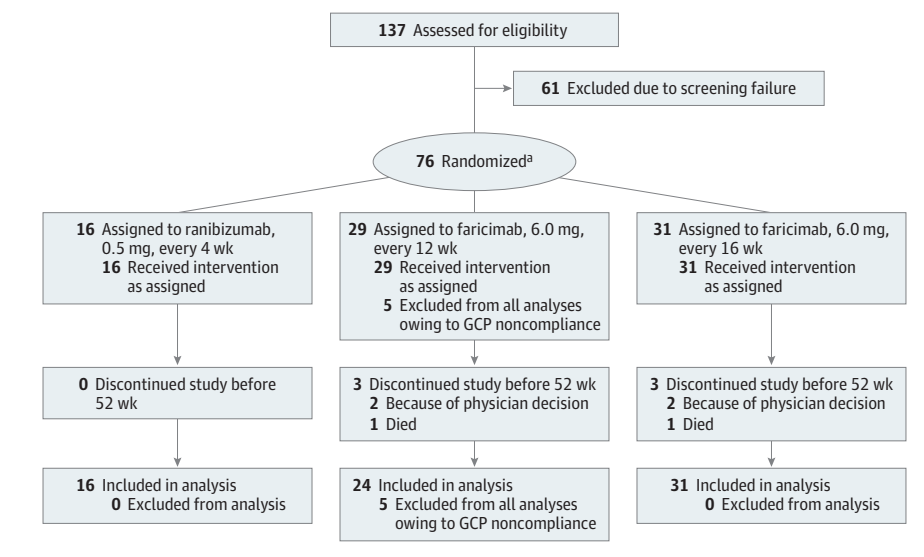 137 Assessed for eligibility
61 Excluded due to screening failure
76 Randomizedᵃ
16 Assigned to ranibizumab,
0.5 mg, every 4 wk
16 Received intervention
as assigned
29 Assigned to faricimab, 6.0 mg,
every 12 wk
29 Received intervention
as assigned
5 Excluded from all analyses
owing to GCP noncompliance
31 Assigned to faricimab, 6.0 mg,
every 16 wk
31 Received intervention
as assigned
0 Discontinued study before
52 wk
3 Discontinued study before 52 wk
2 Because of physician decision
1 Died
3 Discontinued study before 52 wk
2 Because of physician decision
1 Died
16 Included in analysis
0 Excluded from analysis
24 Included in analysis
5 Excluded from all analyses
owing to GCP noncompliance
31 Included in analysis
0 Excluded from analysis